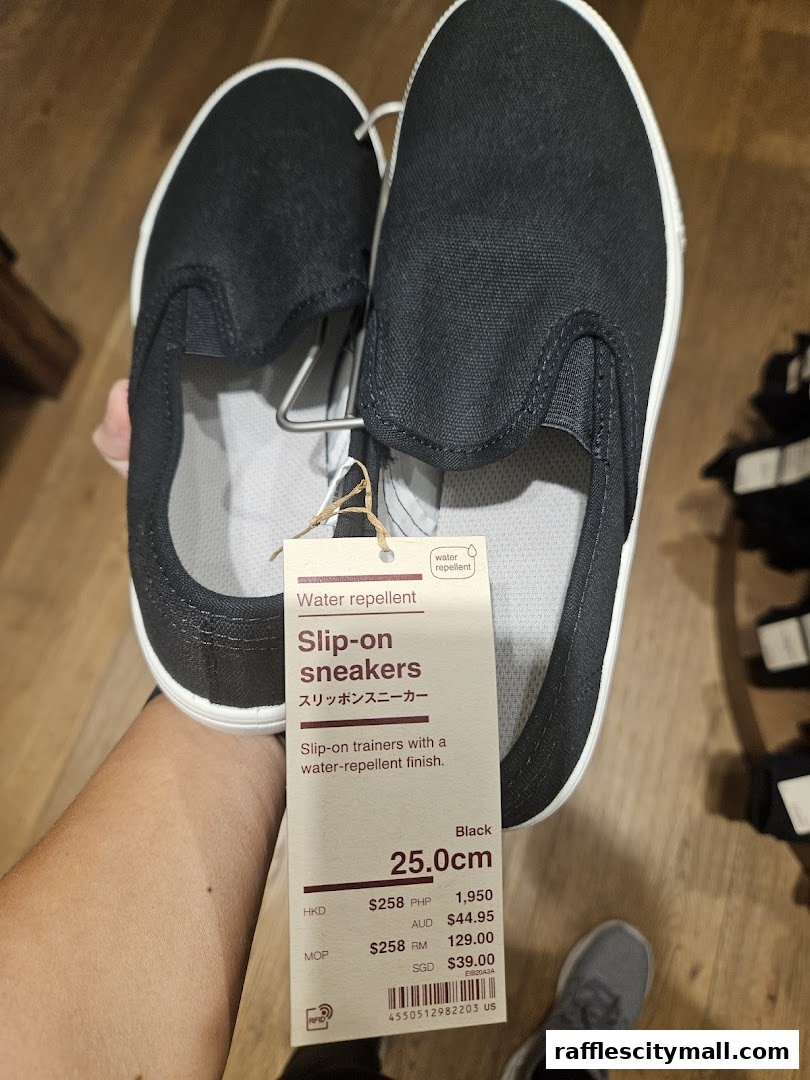 water
repellent
Water repellent
Slip-on
sneakers
スリッポンスニーカー
Slip-on trainers with a
water-repellent finish.
Black
25.0cm
HKD $258 PHP 1,950
AUD $44.95
MOP $258 RM 129.00
SGD $39.00
EIB20A3A
4550512982203 US
RFID
rafflescitymall.com